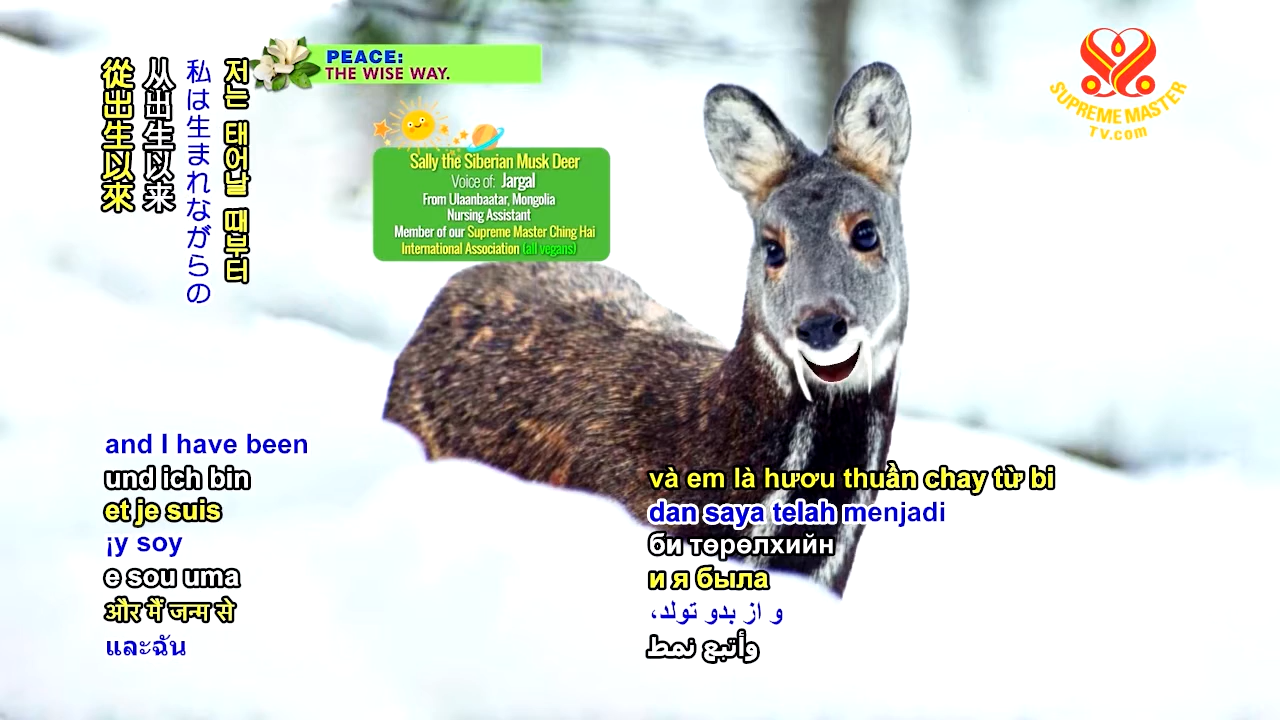 PEACE:
THE WISE WAY.
SUPREME MASTER
TV.com
Sally the Siberian Musk Deer
Voice of: Jargal
From Ulaanbaatar, Mongolia
Nursing Assistant
Member of our Supreme Master Ching Hai
International Association (all vegans)
저는 태어날 때부터
私は生まれながらの
从出生以来
從出生以來
and I have been
und ich bin
et je suis
¡y soy
e sou uma
और मैं जन्म से
และฉัน
và em là hươu thuần chay từ bi
dan saya telah menjadi
би төрөлхийн
и я была
و از بدو تولد،
وأتبع نمط